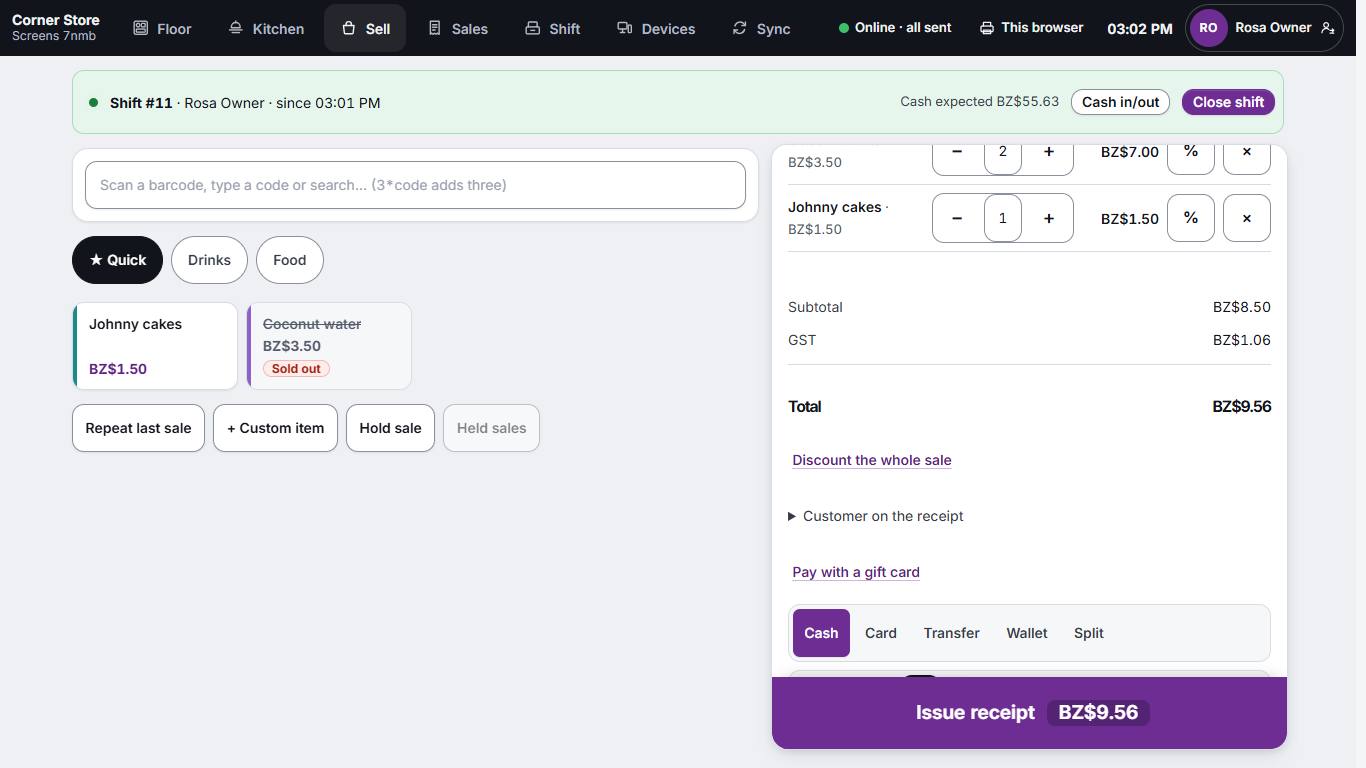 Corner Store
Screens 7nmb
Floor
Kitchen
Sell
Sales
Shift
Devices
Sync
Online · all sent
This browser
03:02 PM
RO
Rosa Owner
Shift #11 · Rosa Owner · since 03:01 PM
Cash expected BZ$55.63
Cash in/out
Close shift
Scan a barcode, type a code or search... (3*code adds three)
★ Quick
Drinks
Food
Johnny cakes
BZ$1.50
Coconut water
BZ$3.50
Sold out
Repeat last sale
+ Custom item
Hold sale
Held sales
BZ$3.50
− 2 + BZ$7.00 % ×
Johnny cakes ·
BZ$1.50
− 1 + BZ$1.50 % ×
Subtotal BZ$8.50
GST BZ$1.06
Total BZ$9.56
Discount the whole sale
Customer on the receipt
Pay with a gift card
Cash
Card
Transfer
Wallet
Split
Issue receipt BZ$9.56